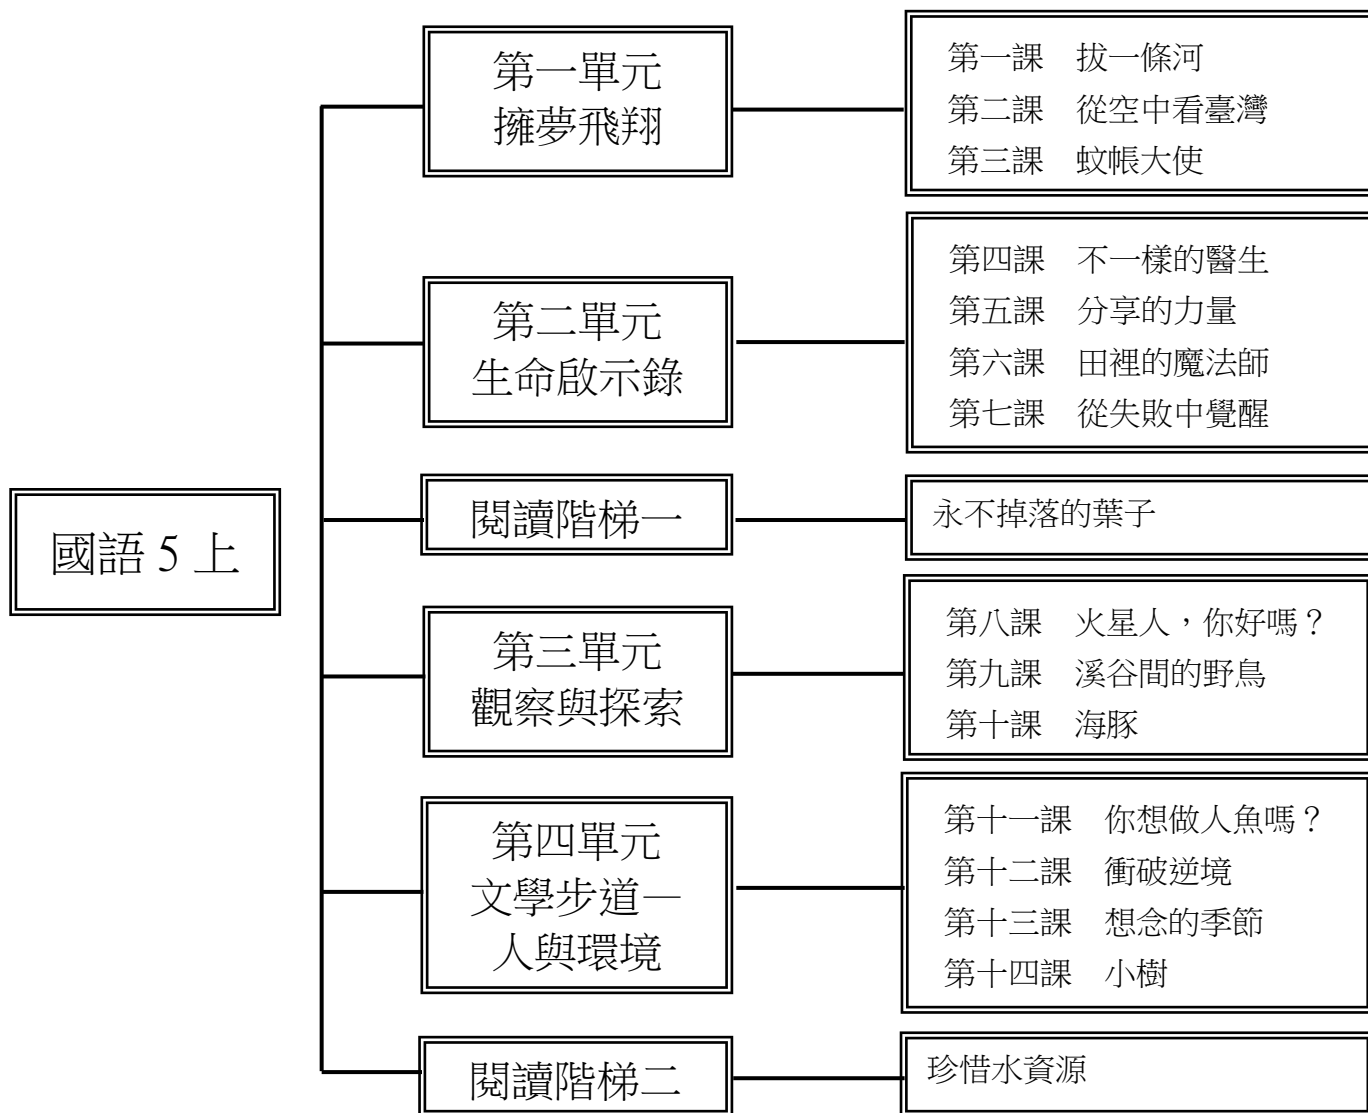 國語 5 上
第一單元
擁夢飛翔
第一課　拔一條河
第二課　從空中看臺灣
第三課　蚊帳大使
第二單元
生命啟示錄
第四課　不一樣的醫生
第五課　分享的力量
第六課　田裡的魔法師
第七課　從失敗中覺醒
閱讀階梯一
永不掉落的葉子
第三單元
觀察與探索
第八課　火星人，你好嗎？
第九課　溪谷間的野鳥
第十課　海豚
第四單元
文學步道—
人與環境
第十一課　你想做人魚嗎？
第十二課　衝破逆境
第十三課　想念的季節
第十四課　小樹
閱讀階梯二
珍惜水資源